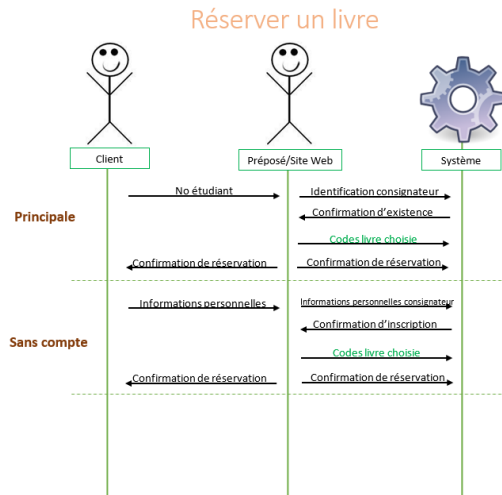 Réserver un livre
Client
Préposé/Site Web
Système
Principale
No étudiant
Identification consignateur
Confirmation d'existence
Codes livre choisie
Confirmation de réservation
Confirmation de réservation
Sans compte
Informations personnelles
Informations personnelles consignateur
Confirmation d'inscription
Codes livre choisie
Confirmation de réservation
Confirmation de réservation